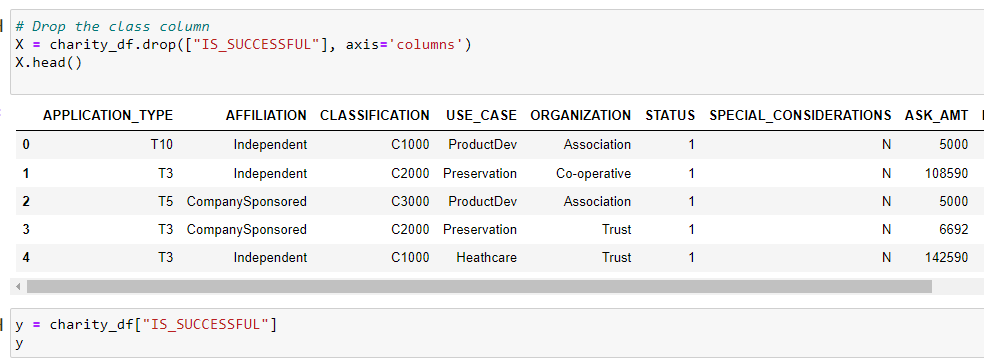 # Drop the class column
X = charity_df.drop(["IS_SUCCESSFUL"], axis='columns')
X.head()
APPLICATION_TYPE AFFILIATION CLASSIFICATION USE_CASE ORGANIZATION STATUS SPECIAL_CONSIDERATIONS ASK_AMT
0 T10 Independent C1000 ProductDev Association 1 N 5000
1 T3 Independent C2000 Preservation Co-operative 1 N 108590
2 T5 CompanySponsored C3000 ProductDev Association 1 N 5000
3 T3 CompanySponsored C2000 Preservation Trust 1 N 6692
4 T3 Independent C1000 Heathcare Trust 1 N 142590
y = charity_df["IS_SUCCESSFUL"]
y